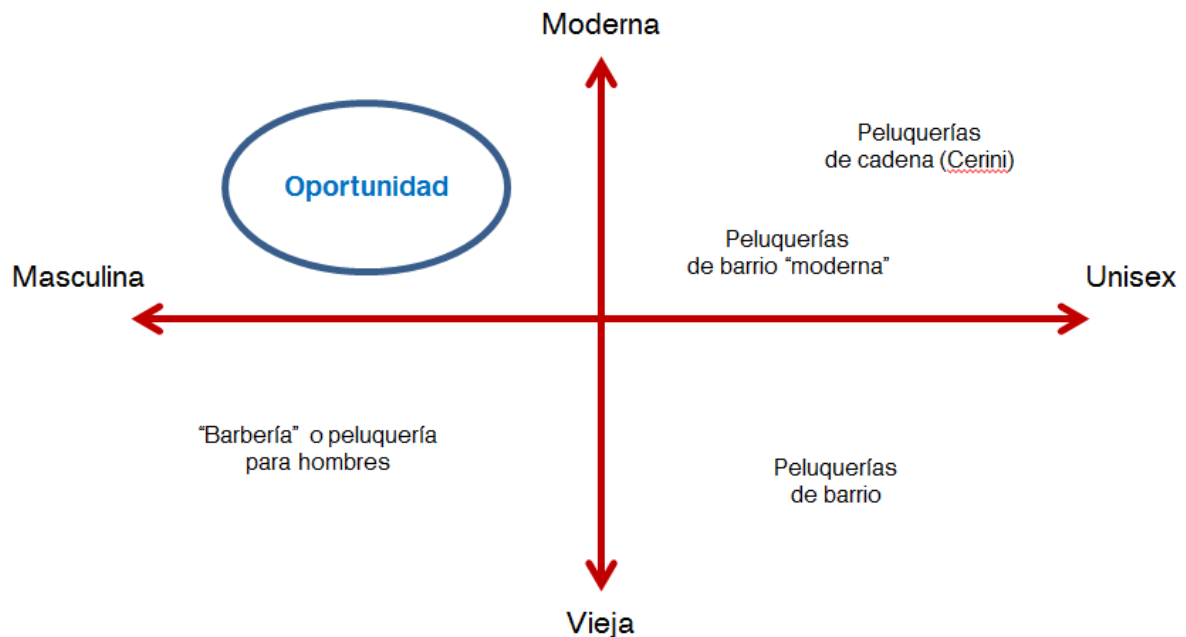 Moderna
Peluquerías
de cadena (Cerini)
Oportunidad
Peluquerías
de barrio “moderna”
Masculina
Unisex
“Barbería” o peluquería
para hombres
Peluquerías
de barrio
Vieja